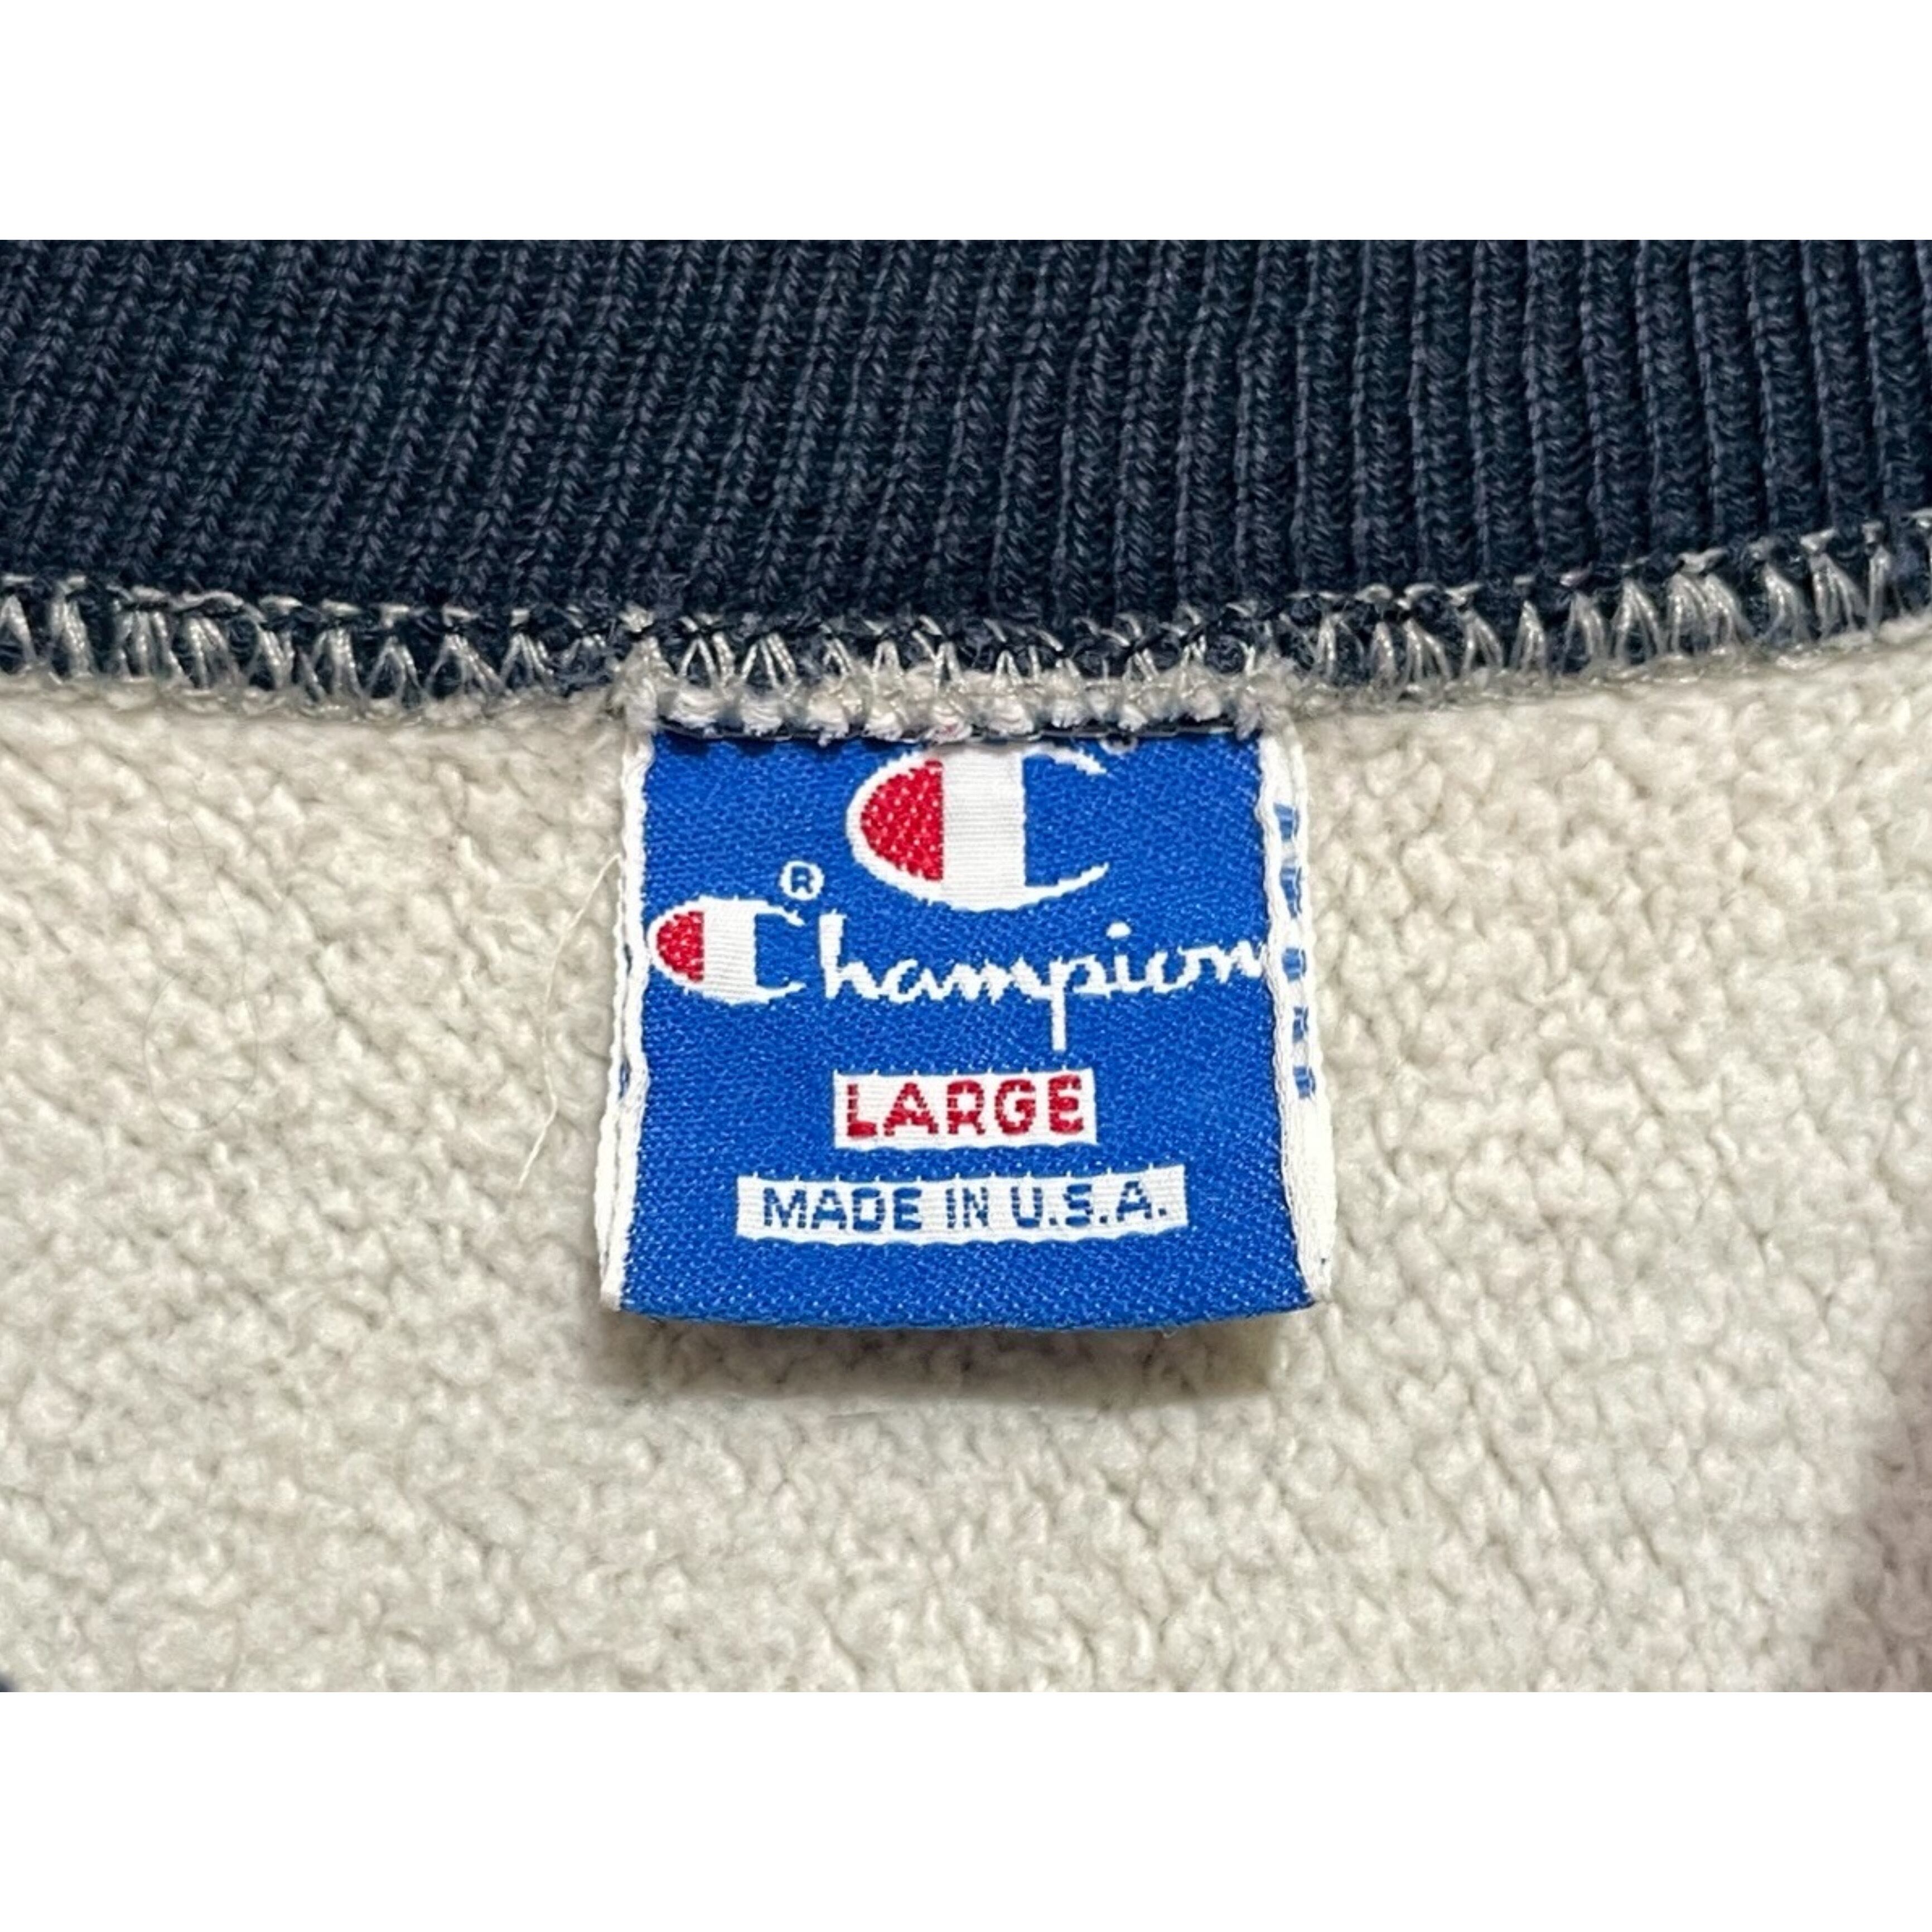 ®
Champion
LARGE
MADE IN U.S.A.